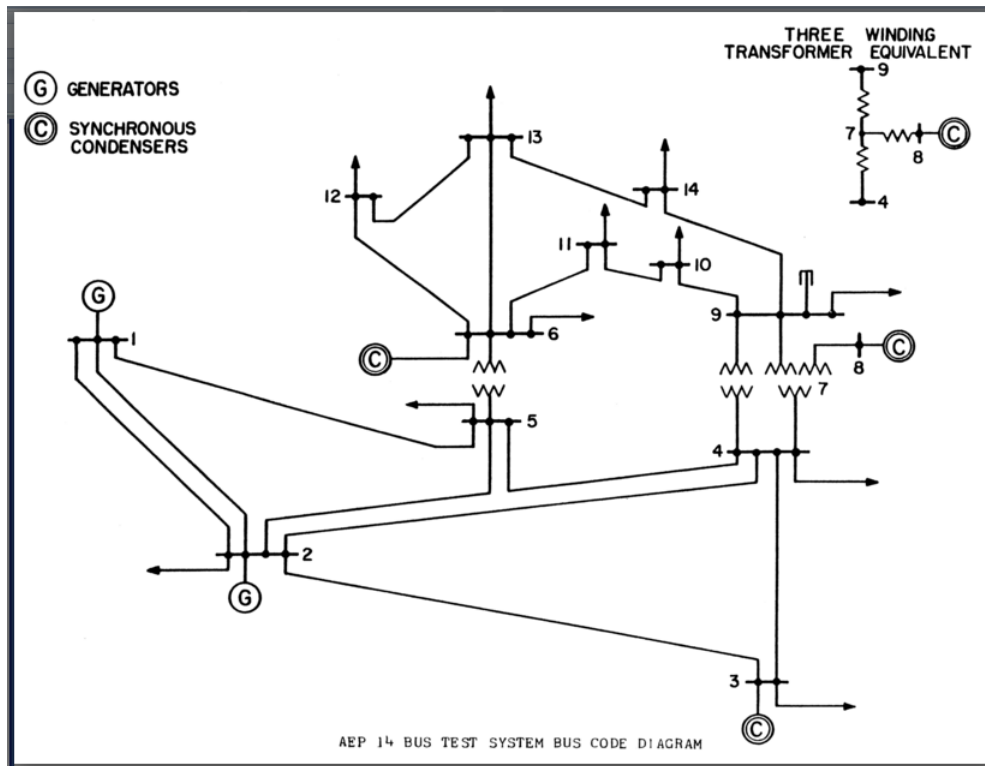 THREE WINDING
TRANSFORMER EQUIVALENT
G GENERATORS
C SYNCHRONOUS
CONDENSERS
9
7
C
8
4
13
12
14
11
10
G
1
9
6
C
8
C
7
5
4
2
G
3
C
AEP 14 BUS TEST SYSTEM BUS CODE DIAGRAM